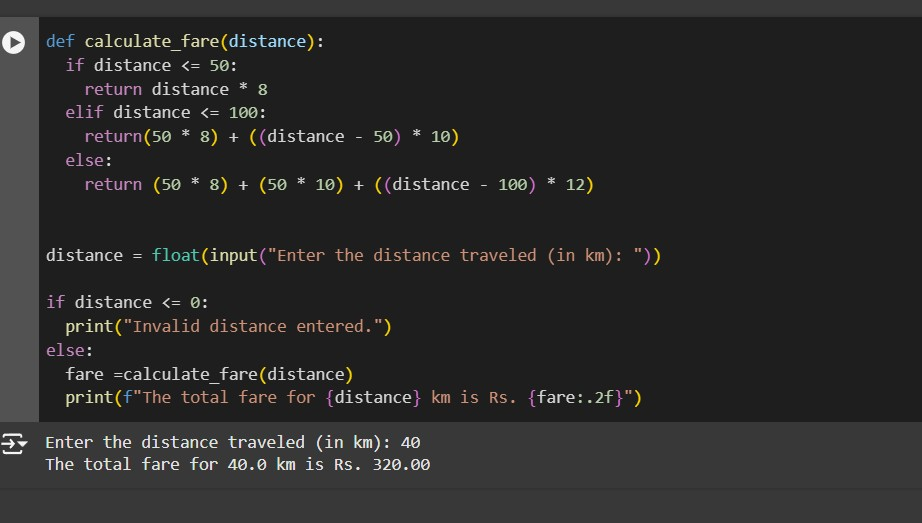 def calculate_fare(distance):
  if distance <= 50:
    return distance * 8
  elif distance <= 100:
    return(50 * 8) + ((distance - 50) * 10)
  else:
    return (50 * 8) + (50 * 10) + ((distance - 100) * 12)
distance = float(input("Enter the distance traveled (in km): "))
if distance <= 0:
  print("Invalid distance entered.")
else:
  fare =calculate_fare(distance)
  print(f"The total fare for {distance} km is Rs. {fare:.2f}")
Enter the distance traveled (in km): 40
The total fare for 40.0 km is Rs. 320.00